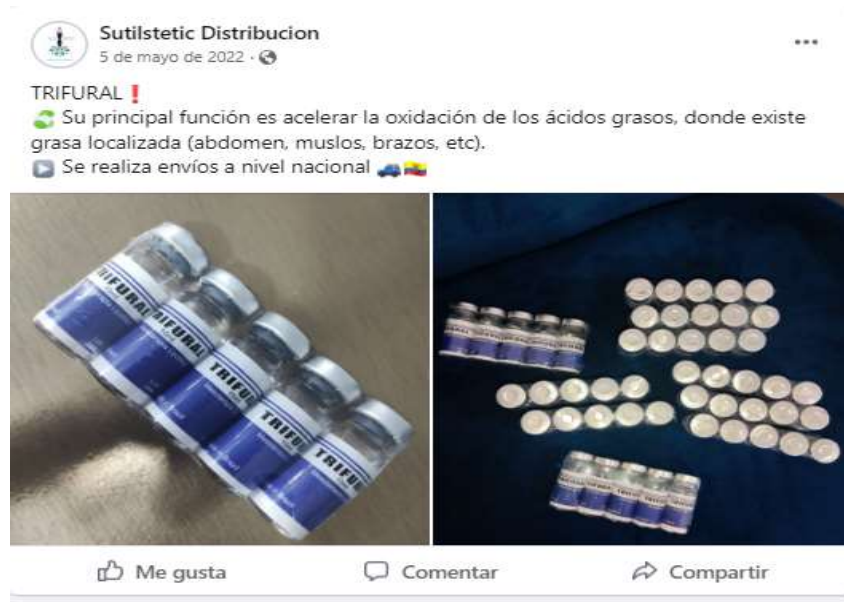 Sutilstetic Distribucion
5 de mayo de 2022 ·
TRIFURAL❗
Su principal función es acelerar la oxidación de los ácidos grasos, donde existe
grasa localizada (abdomen, muslos, brazos, etc).
Se realiza envíos a nivel nacional
TRIFURAL
TRIFURAL
TRIFU
TRIFU
TRIFURAL
Me gusta
Comentar
Compartir